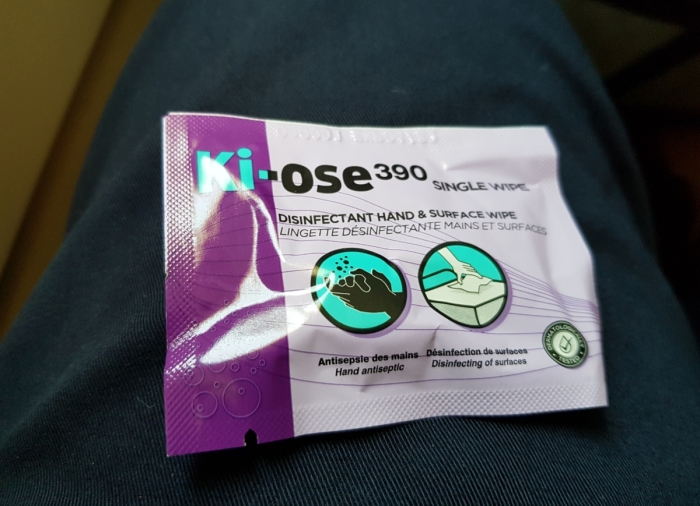 Ki-ose 390 SINGLE WIPE
DISINFECTANT HAND & SURFACE WIPE
LINGETTE DÉSINFECTANTE MAINS ET SURFACES
Antisepsie des mains
Hand antiseptic
Désinfection de surfaces
Disinfecting of surfaces